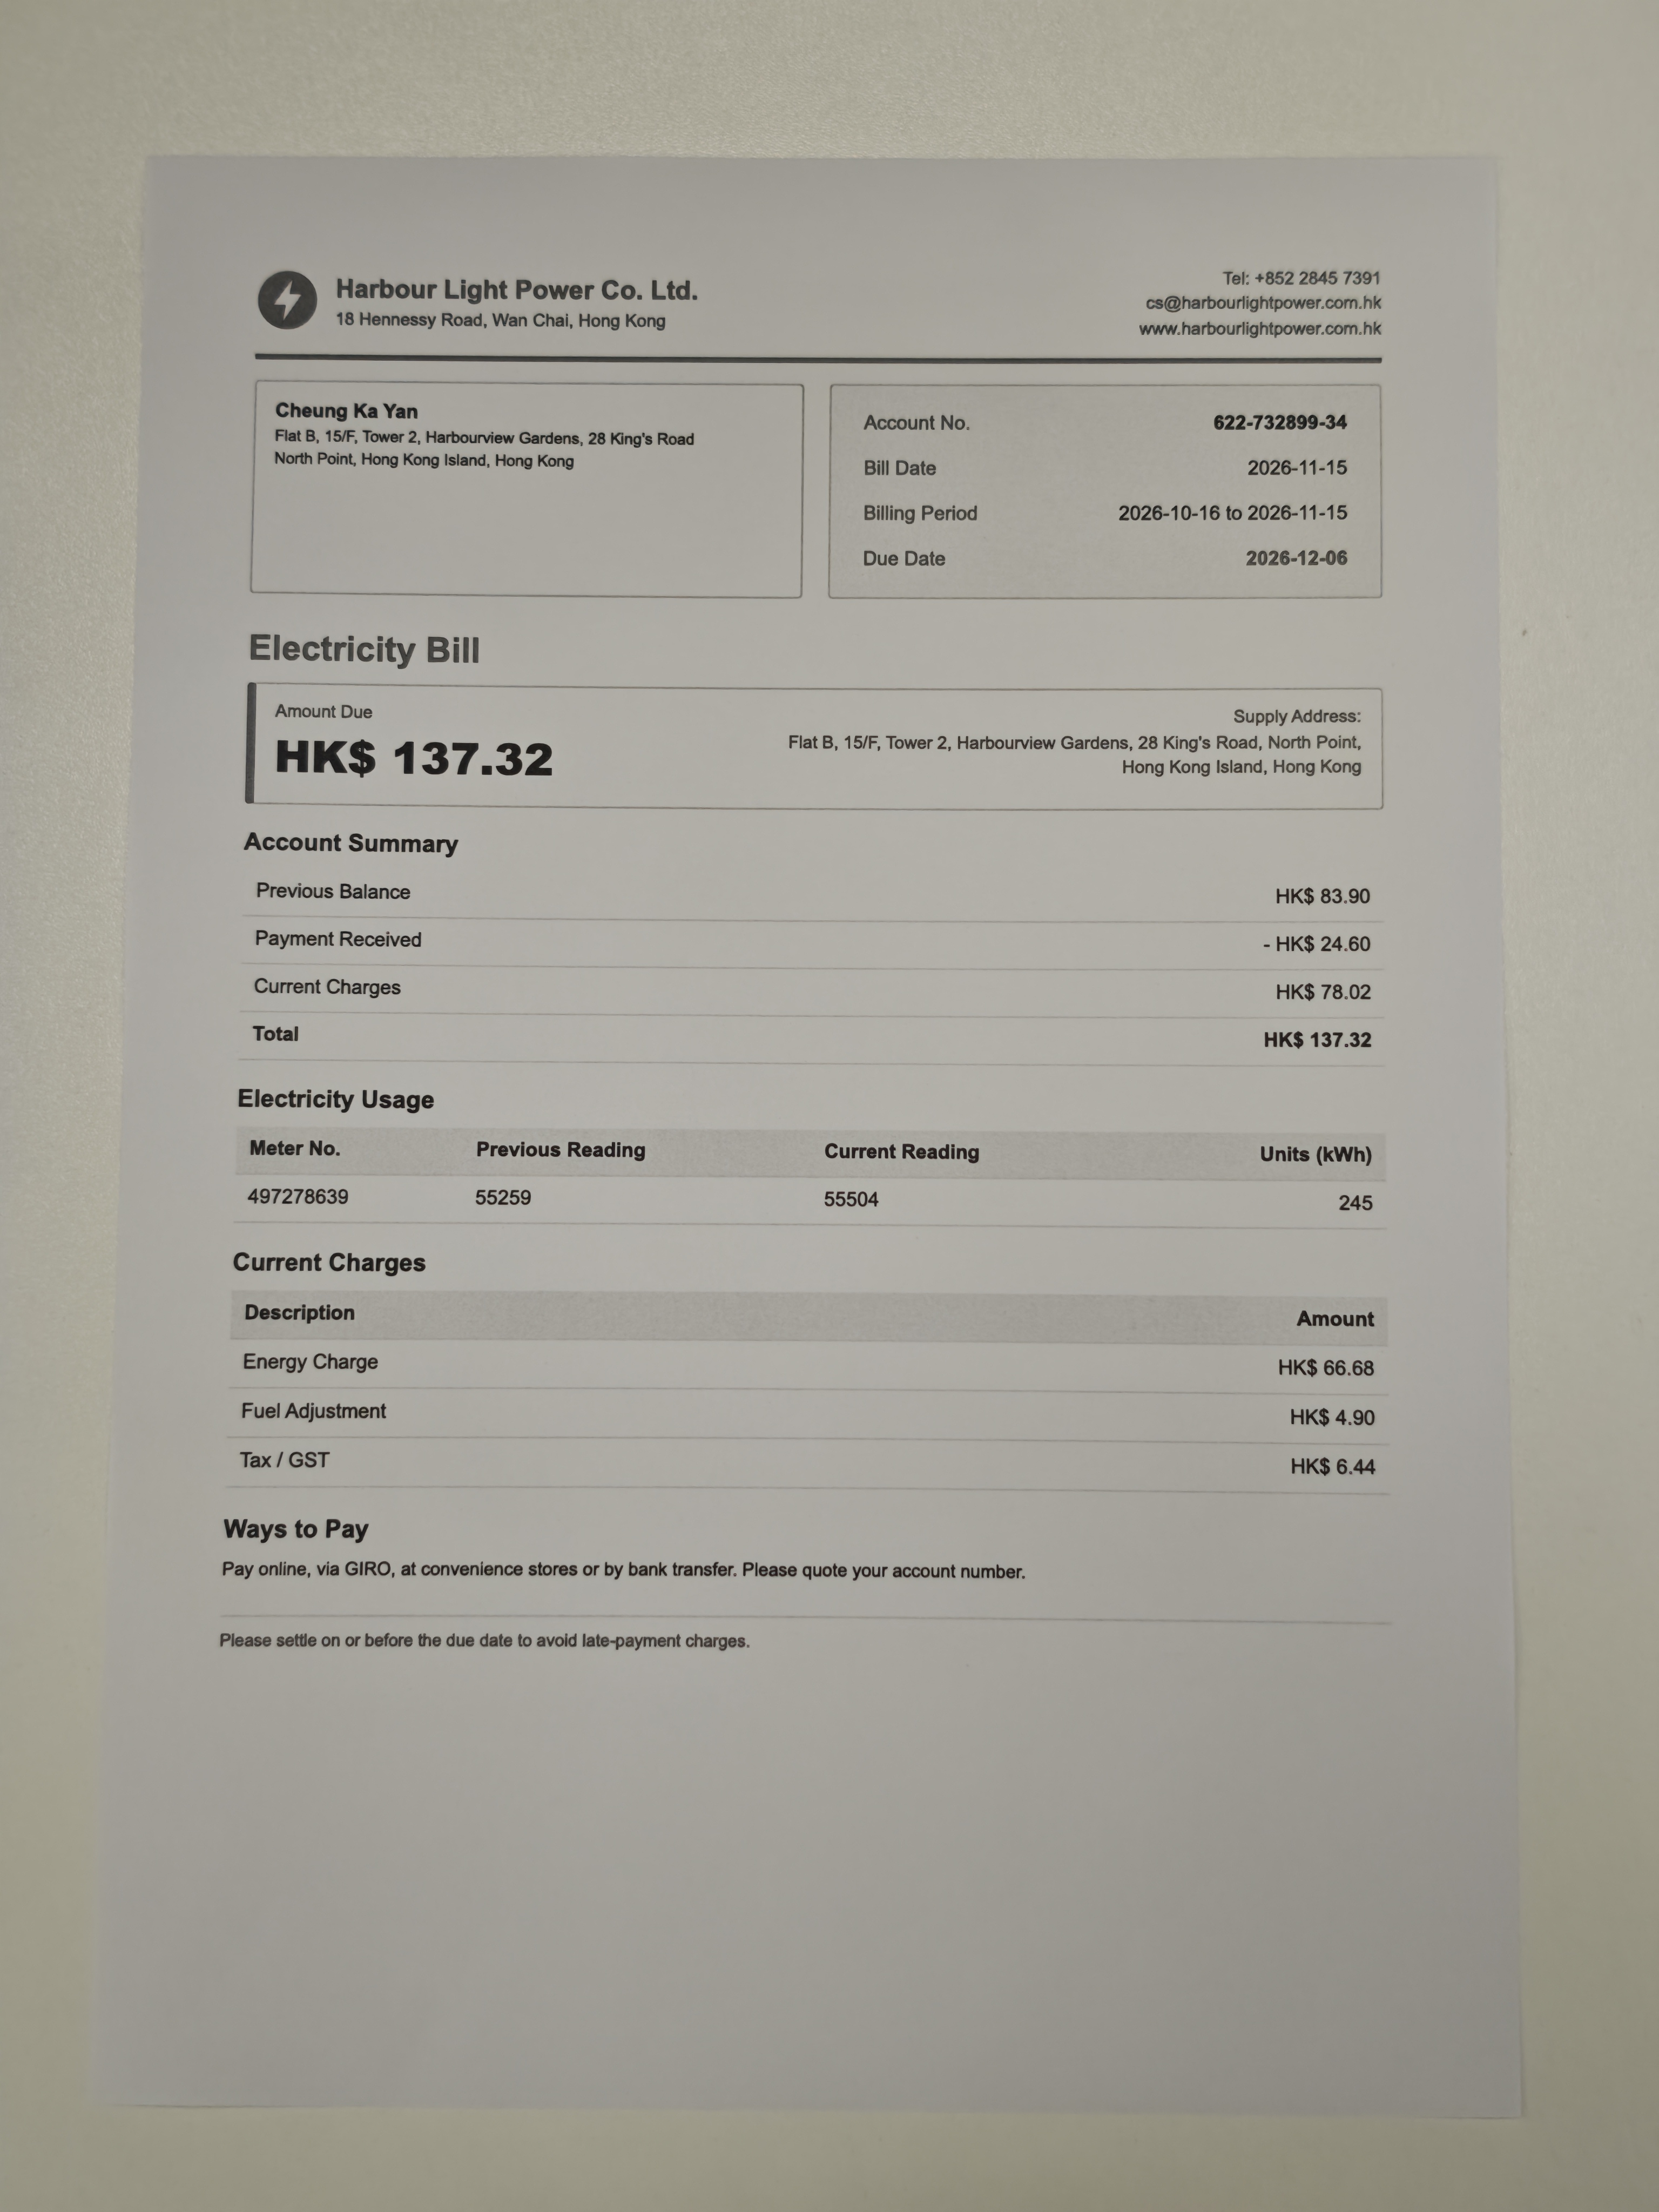 Harbour Light Power Co. Ltd.
18 Hennessy Road, Wan Chai, Hong Kong
Tel: +852 2845 7391
cs@harbourlightpower.com.hk
www.harbourlightpower.com.hk
Cheung Ka Yan
Flat B, 15/F, Tower 2, Harbourview Gardens, 28 King's Road
North Point, Hong Kong Island, Hong Kong
Account No. 622-732899-34
Bill Date 2026-11-15
Billing Period 2026-10-16 to 2026-11-15
Due Date 2026-12-06
Electricity Bill
Amount Due
HK$ 137.32
Supply Address:
Flat B, 15/F, Tower 2, Harbourview Gardens, 28 King's Road, North Point,
Hong Kong Island, Hong Kong
Account Summary
Previous Balance HK$ 83.90
Payment Received - HK$ 24.60
Current Charges HK$ 78.02
Total HK$ 137.32
Electricity Usage
Meter No. Previous Reading Current Reading Units (kWh)
497278639 55259 55504 245
Current Charges
Description Amount
Energy Charge HK$ 66.68
Fuel Adjustment HK$ 4.90
Tax / GST HK$ 6.44
Ways to Pay
Pay online, via GIRO, at convenience stores or by bank transfer. Please quote your account number.
Please settle on or before the due date to avoid late-payment charges.